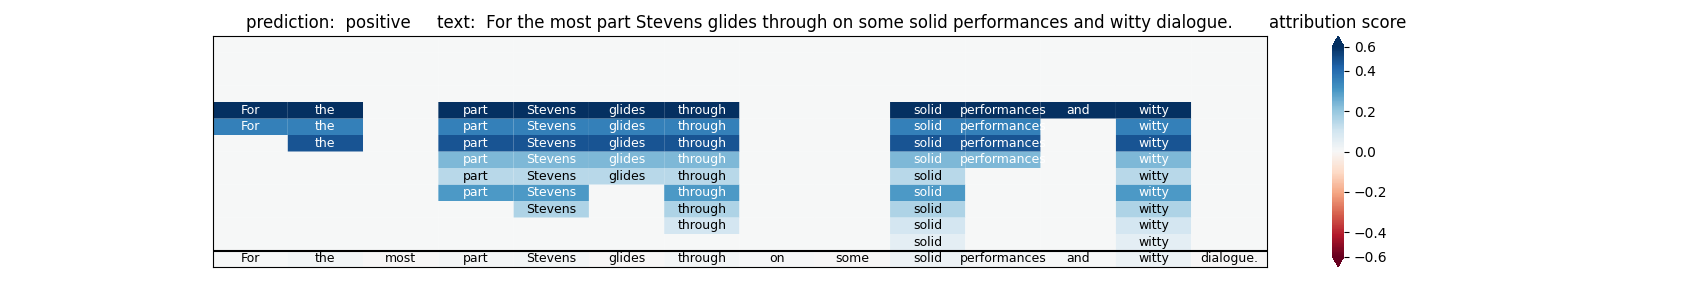 prediction:  positive     text:  For the most part Stevens glides through on some solid performances and witty dialogue.     attribution score
For the part Stevens glides through solid performances and witty
For the part Stevens glides through solid performances witty
the part Stevens glides through solid performances witty
part Stevens glides through solid performances witty
part Stevens glides through solid witty
part Stevens through solid witty
Stevens through solid witty
through solid witty
solid witty
For the most part Stevens glides through on some solid performances and witty dialogue.
0.6
0.4
0.2
0.0
−0.2
−0.4
−0.6